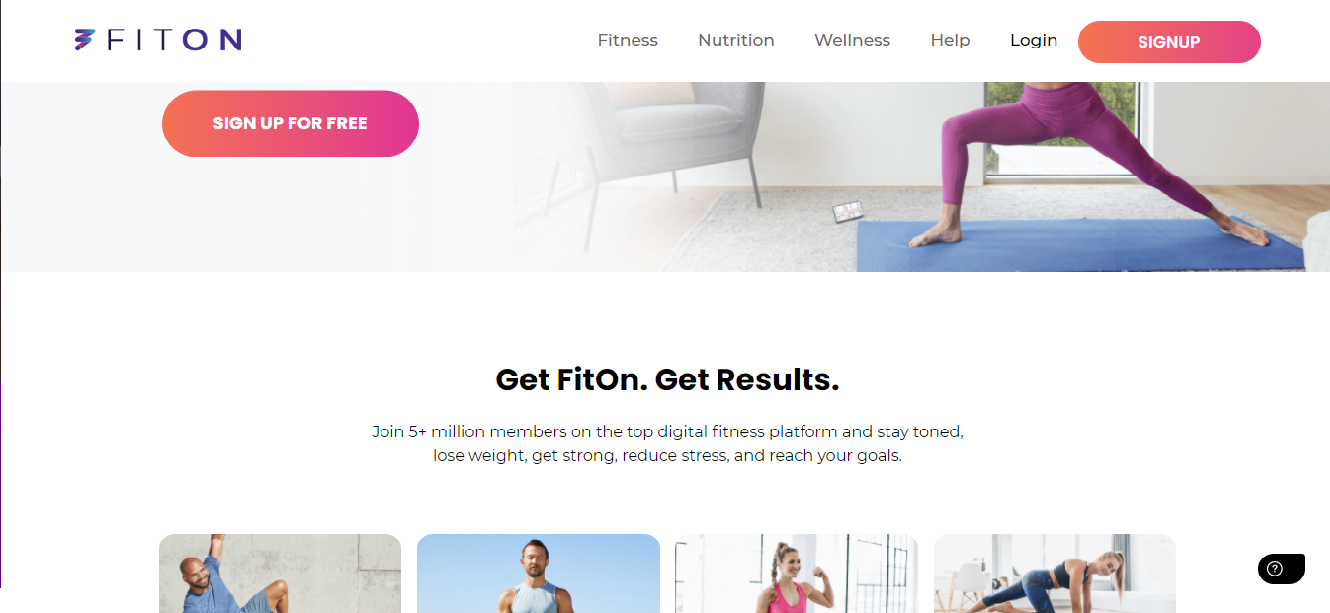 FITON
Fitness
Nutrition
Wellness
Help
Login
SIGNUP
SIGN UP FOR FREE
Get FitOn. Get Results.
Join 5+ million members on the top digital fitness platform and stay toned,
lose weight, get strong, reduce stress, and reach your goals.